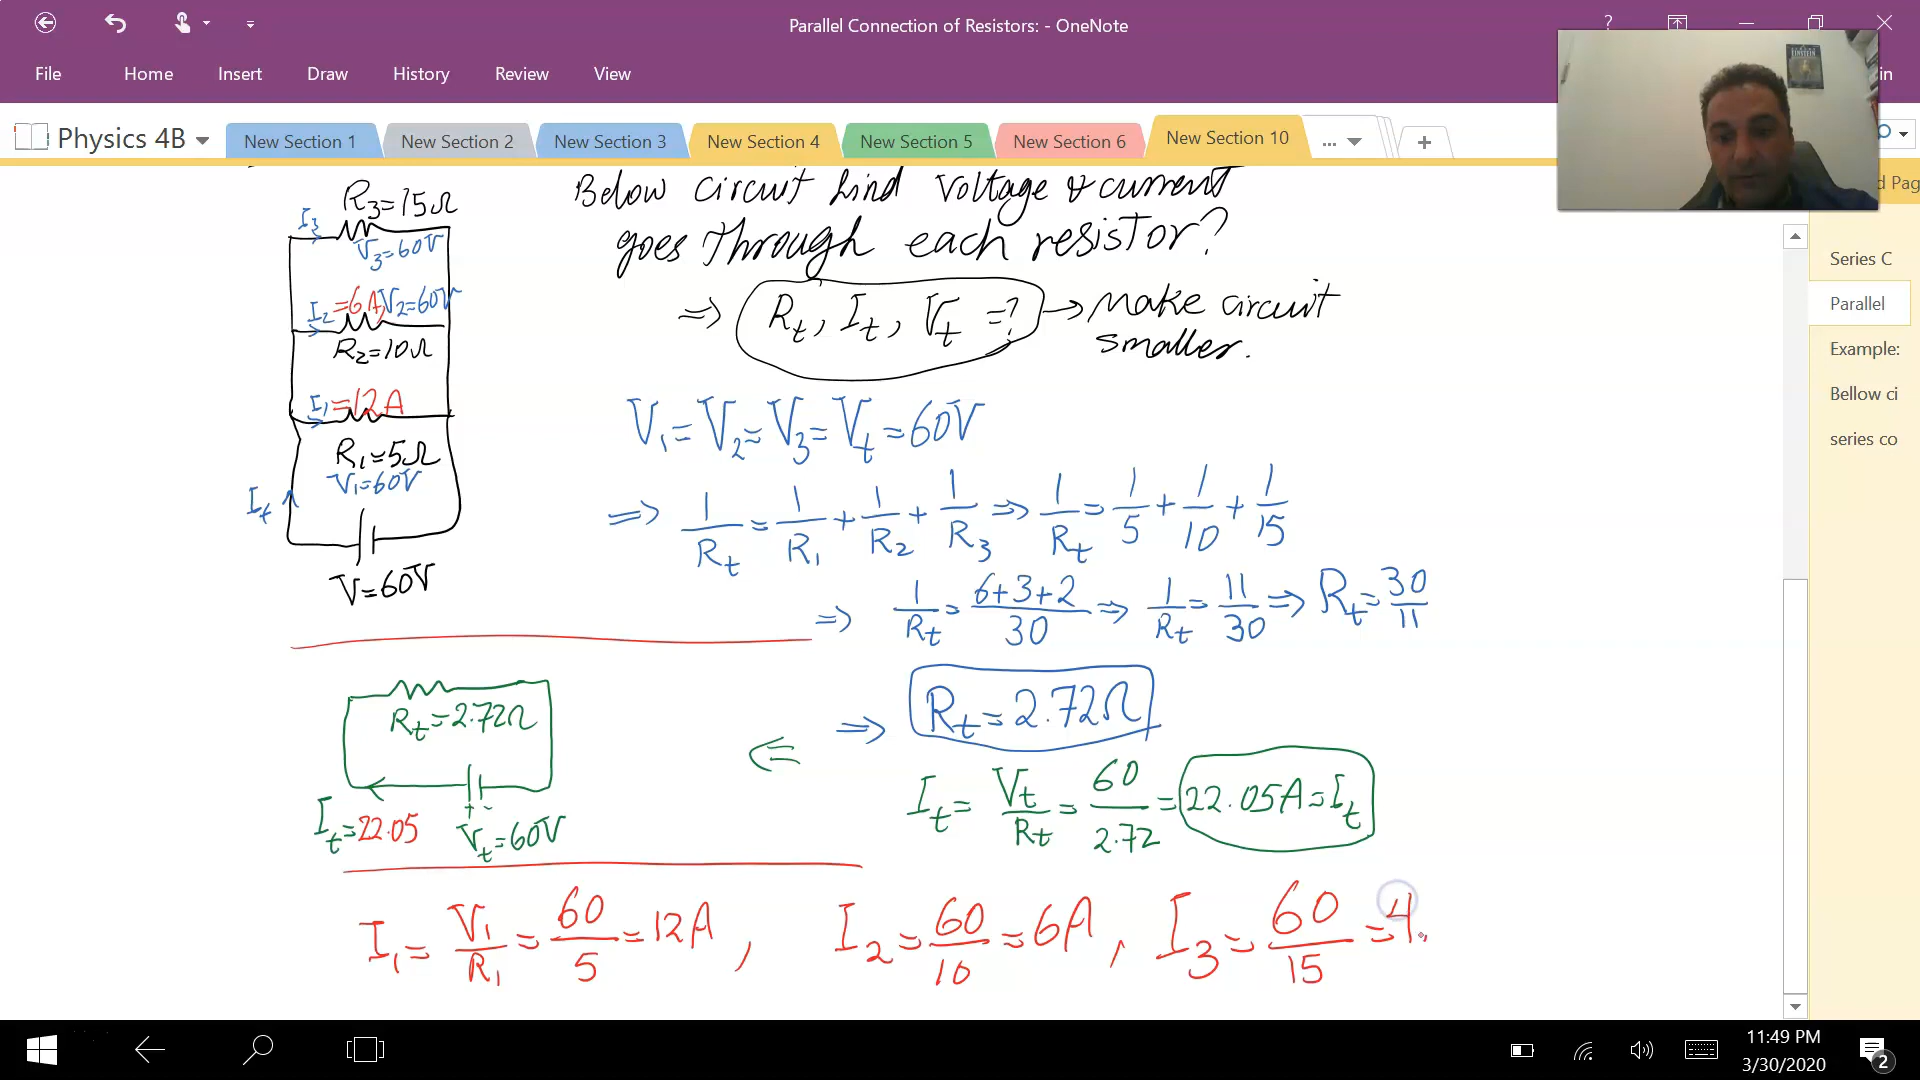 Parallel Connection of Resistors: - OneNote
File Home Insert Draw History Review View in
Physics 4B New Section 1 New Section 2 New Section 3 New Section 4 New Section 5 New Section 6 New Section 10 ... +
EINSTEIN
d Pag
Series C
Parallel
Example:
Bellow ci
series co
Below circuit find voltage & current
goes through each resistor?
⇒ Rt, It, Vt =? → Make circuit
smaller.
I3 R3=15Ω
V3=60V
I2=6A, V2=60V
R2=10Ω
I1=12A
R1=5Ω
V1=60V
It
V=60V
V1=V2=V3=Vt=60V
⇒ 1/Rt = 1/R1 + 1/R2 + 1/R3 ⇒ 1/Rt = 1/5 + 1/10 + 1/15
⇒ 1/Rt = 6+3+2/30 ⇒ 1/Rt = 11/30 ⇒ Rt = 30/11
⇒ Rt=2.72Ω
Rt=2.72Ω
⇐
+ -
It=22.05 Vt=60V
It = Vt/Rt = 60/2.72 = 22.05A=It
I1 = V1/R1 = 60/5 = 12A, I2 = 60/10 = 6A, I3 = 60/15 = 4
11:49 PM
3/30/2020
2